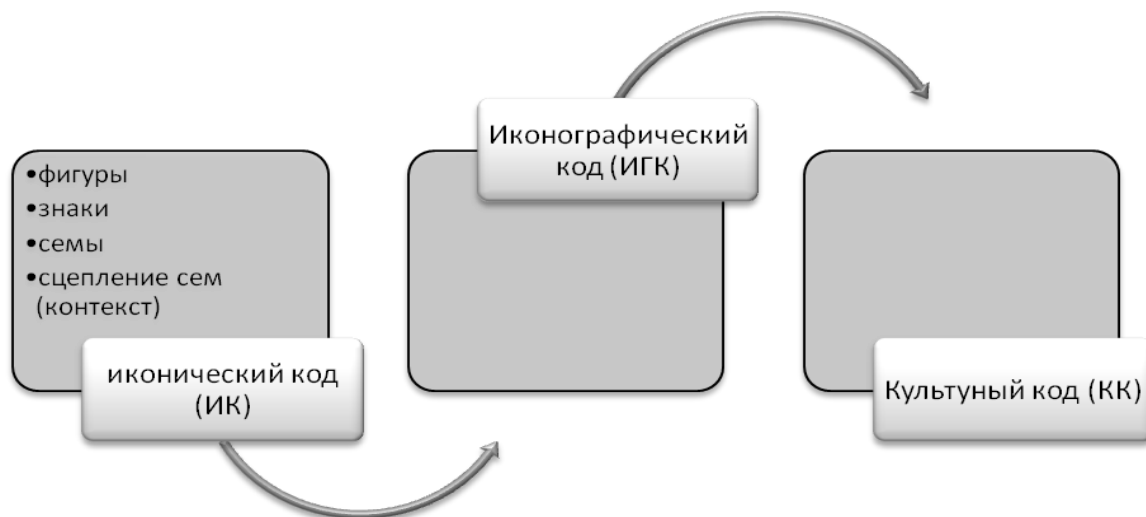 •фигуры
•знаки
•семы
•сцепление сем
(контекст)
иконический код
(ИК)
Иконографический
код (ИГК)
Культуный код (КК)